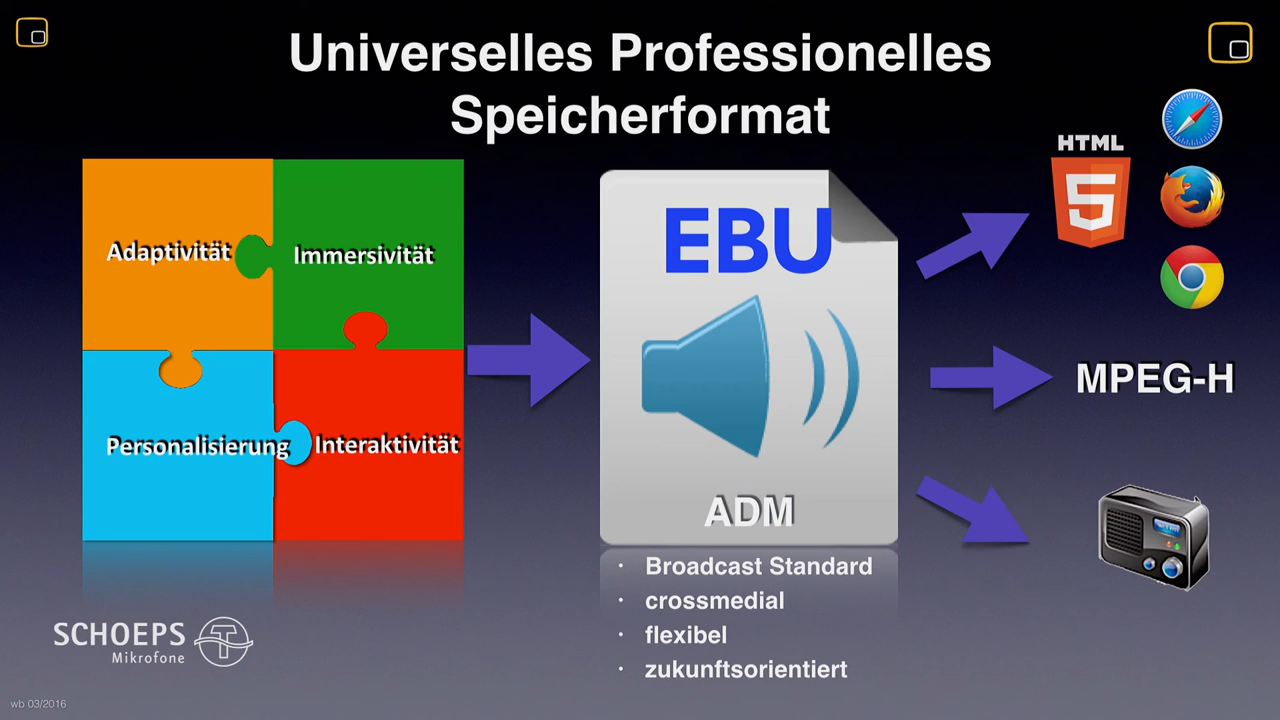 Universelles Professionelles
Speicherformat
Adaptivität
Immersivität
Personalisierung
Interaktivität
EBU
ADM
· Broadcast Standard
· crossmedial
· flexibel
· zukunftsorientiert
HTML
5
MPEG-H
SCHOEPS
Mikrofone
wb 03/2016